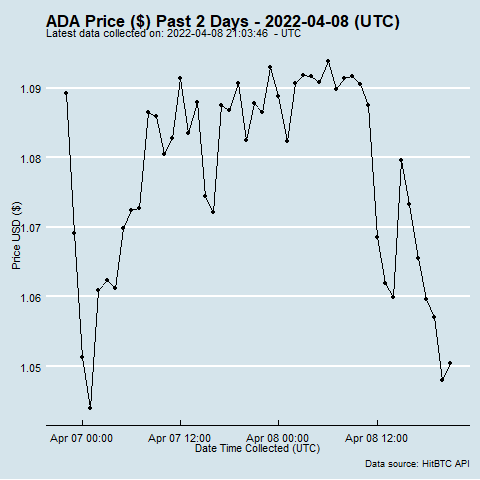 ADA Price ($) Past 2 Days - 2022-04-08 (UTC)
Latest data collected on: 2022-04-08 21:03:46 - UTC
1.09
1.08
1.07
1.06
1.05
Price USD ($)
Apr 07 00:00
Apr 07 12:00
Apr 08 00:00
Apr 08 12:00
Date Time Collected (UTC)
Data source: HitBTC API